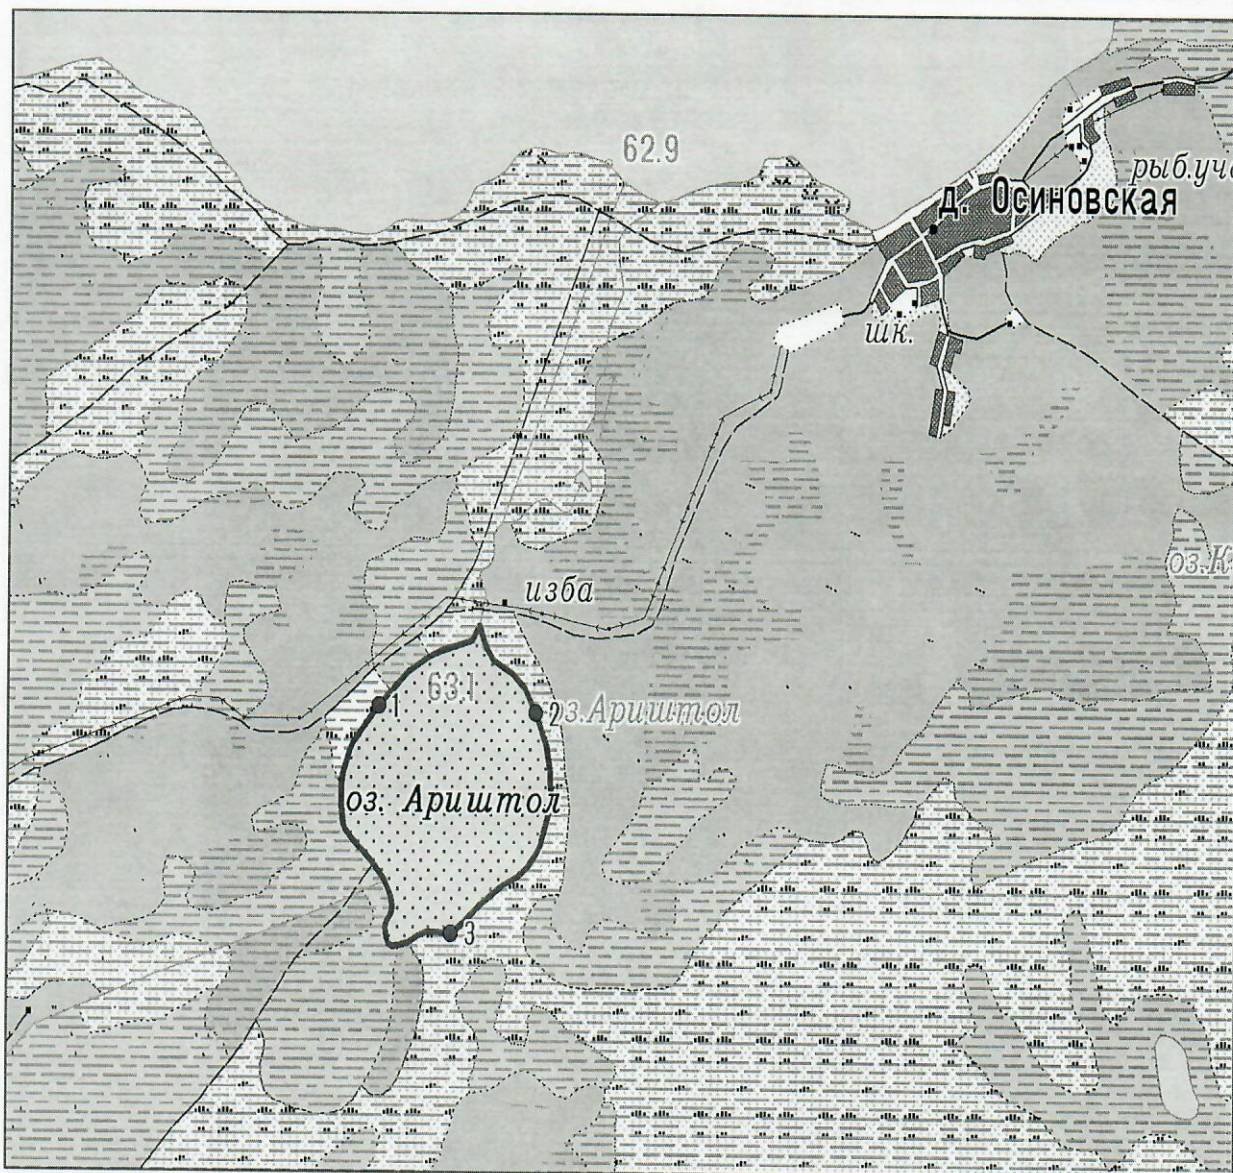 62.9
рыб.уч
д. Осиновская
шк.
оз.К
изба
63.1
1
2
оз.Ариштол
оз. Ариштол
3